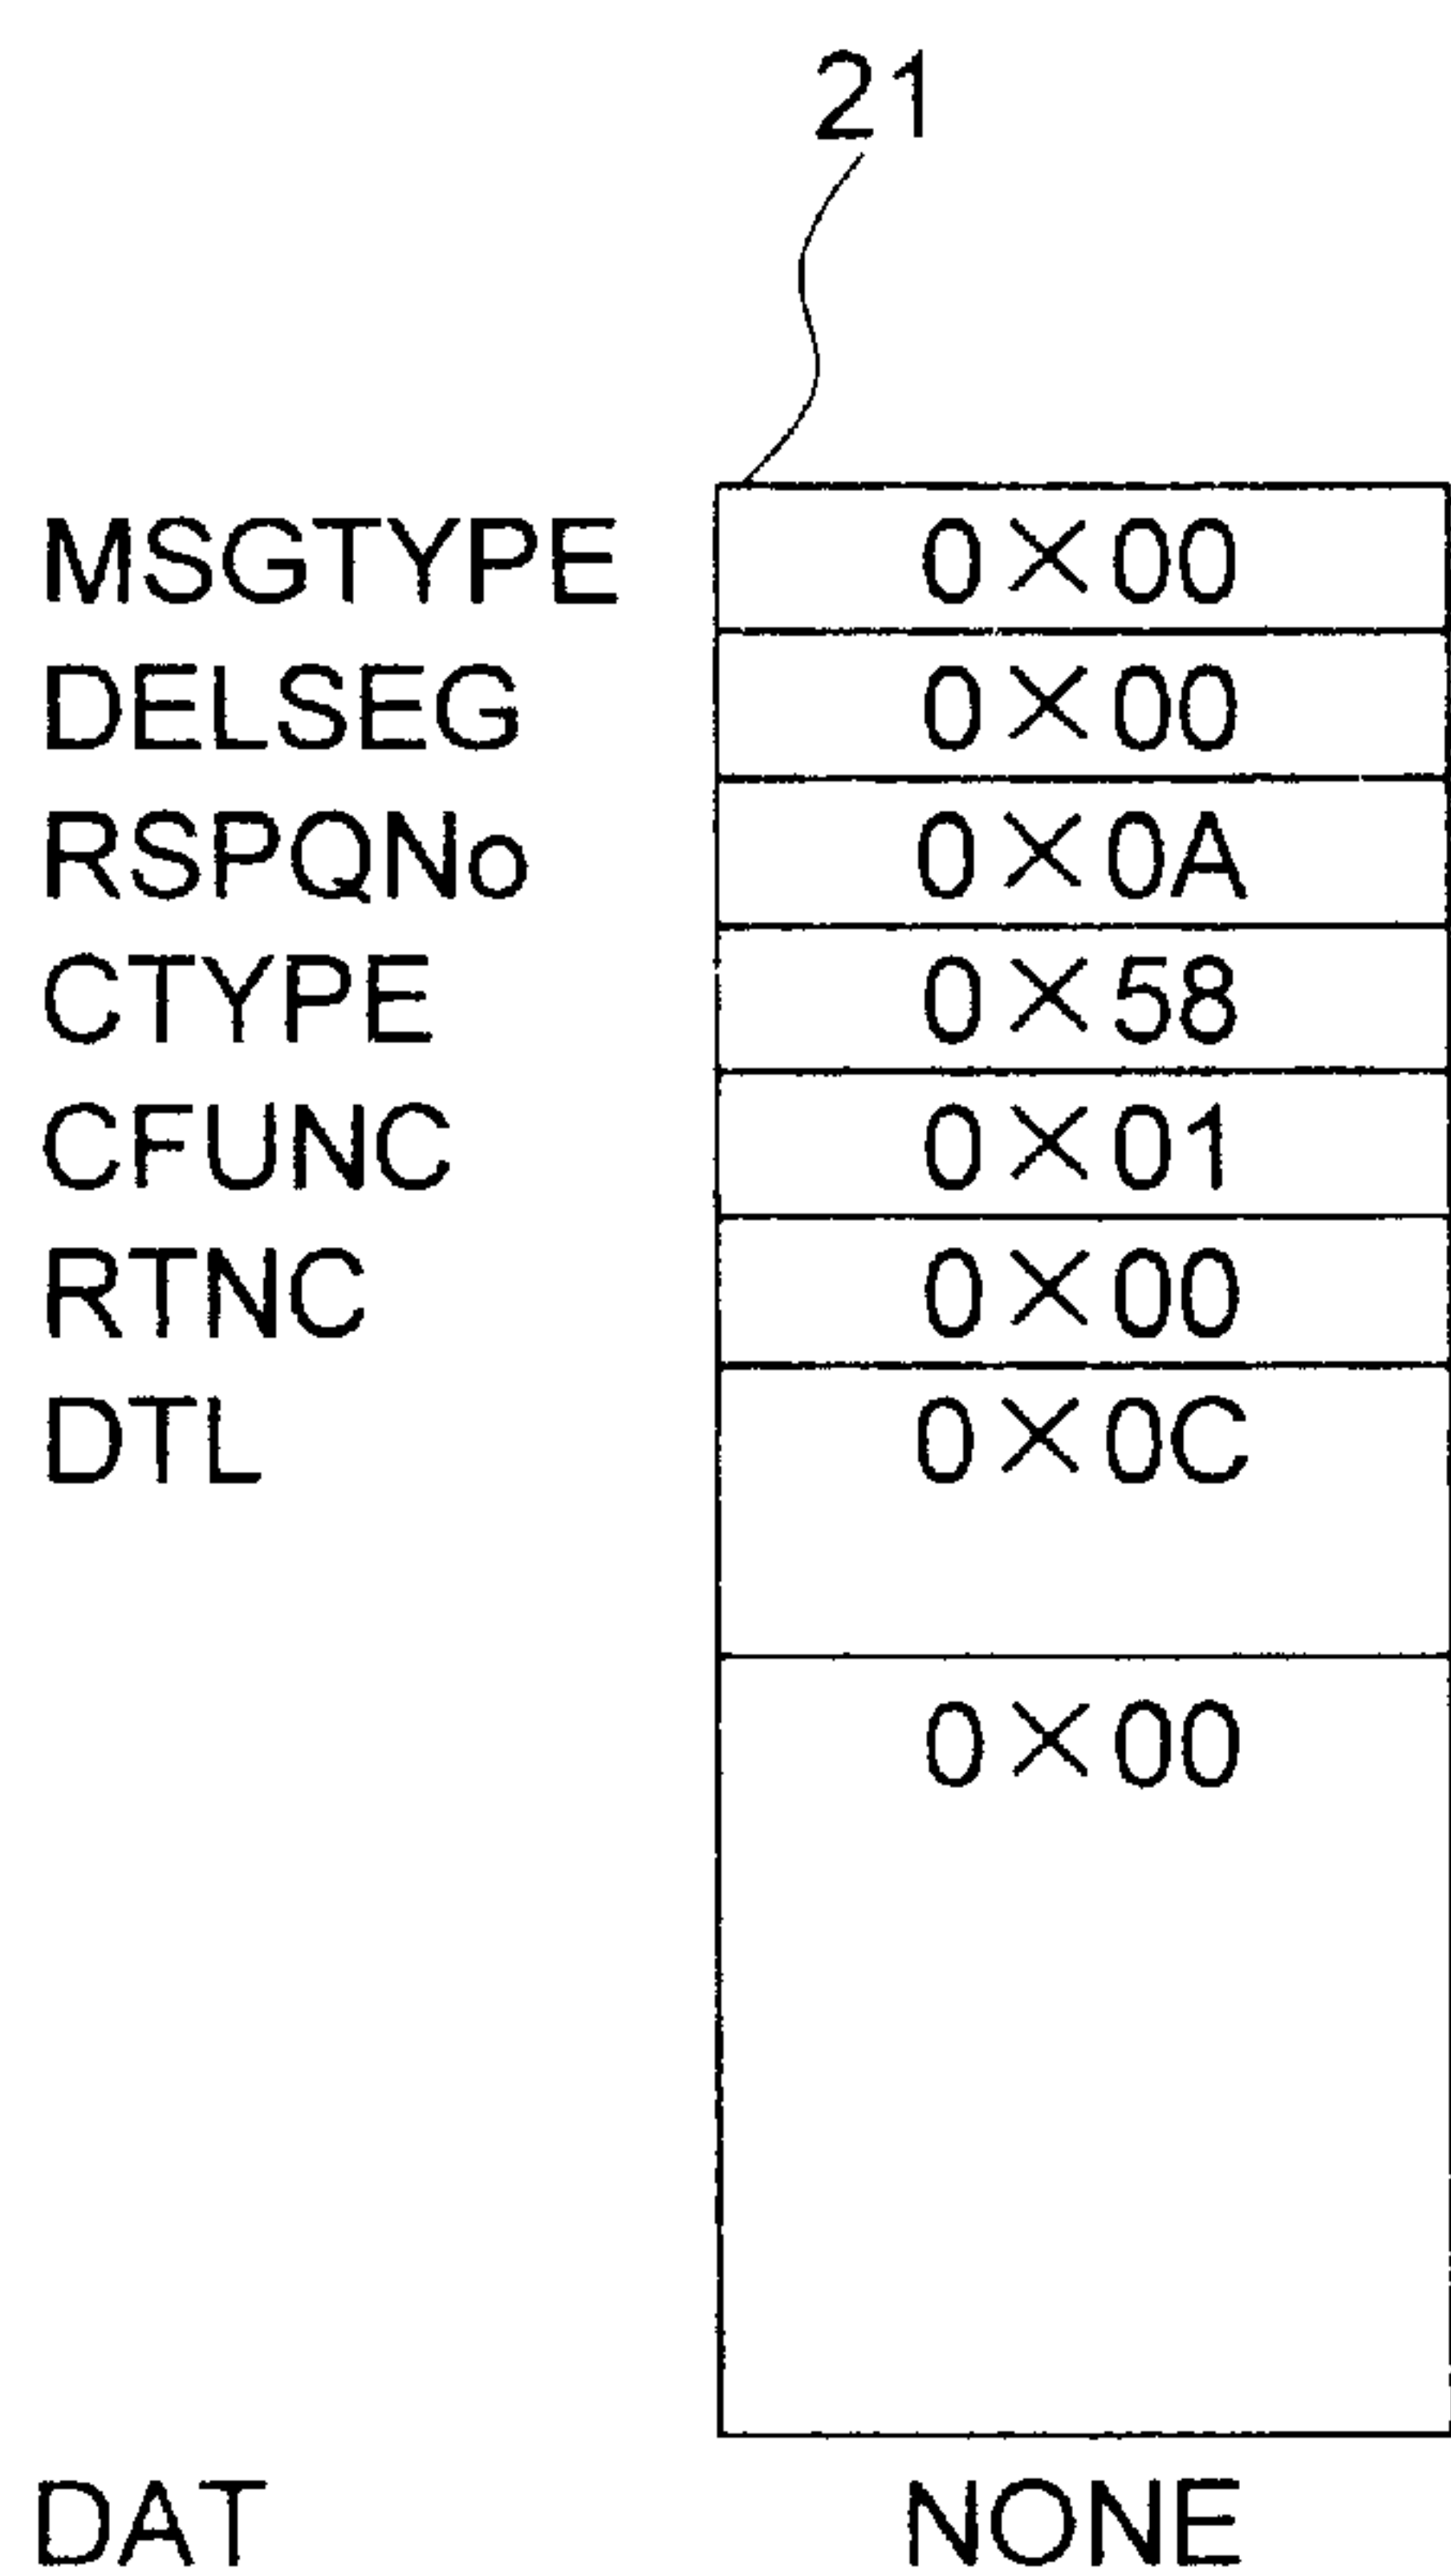 21
MSGTYPE 0×00
DELSEG 0×00
RSPQNo 0×0A
CTYPE 0×58
CFUNC 0×01
RTNC 0×00
DTL 0×0C
0×00
DAT NONE